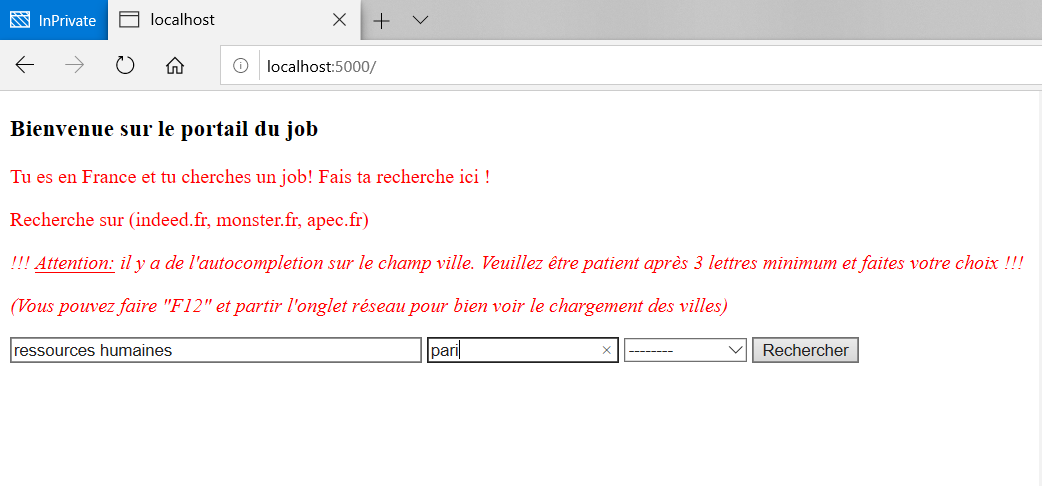 InPrivate
localhost
localhost:5000/
Bienvenue sur le portail du job
Tu es en France et tu cherches un job! Fais ta recherche ici !
Recherche sur (indeed.fr, monster.fr, apec.fr)
!!! Attention: il y a de l'autocompletion sur le champ ville. Veuillez être patient après 3 lettres minimum et faites votre choix !!!
(Vous pouvez faire "F12" et partir l'onglet réseau pour bien voir le chargement des villes)
ressources humaines pari -------- Rechercher